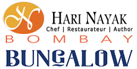 HARI NAYAK
Chef | Restaurateur | Author
BOMBAY
BUNGALOW